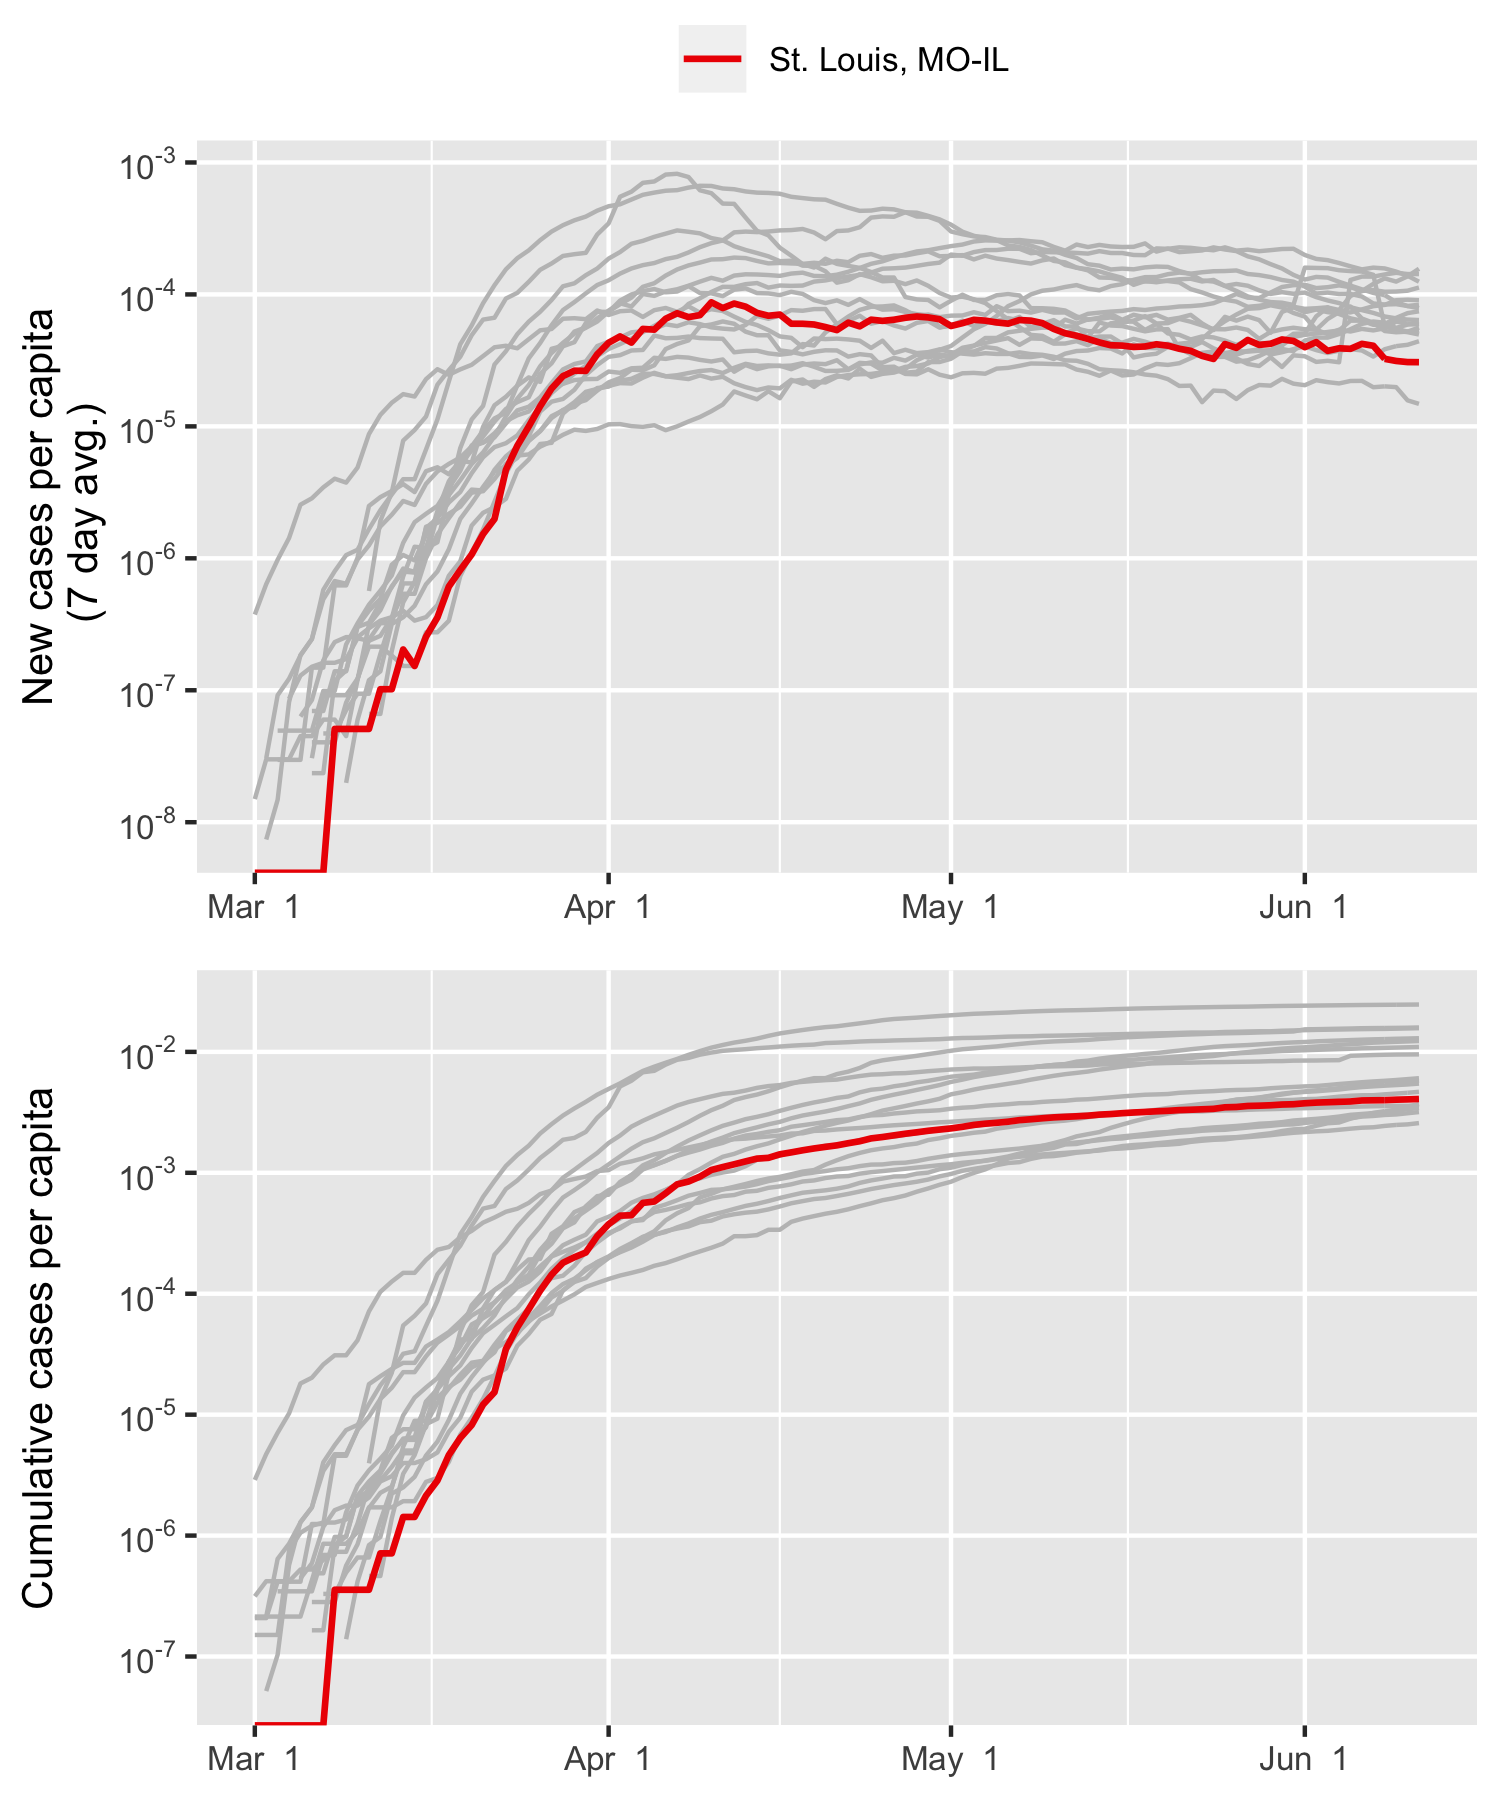 St. Louis, MO-IL
New cases per capita
(7 day avg.)
10-3
10-4
10-5
10-6
10-7
10-8
Mar 1 Apr 1 May 1 Jun 1
Cumulative cases per capita
10-2
10-3
10-4
10-5
10-6
10-7
Mar 1 Apr 1 May 1 Jun 1